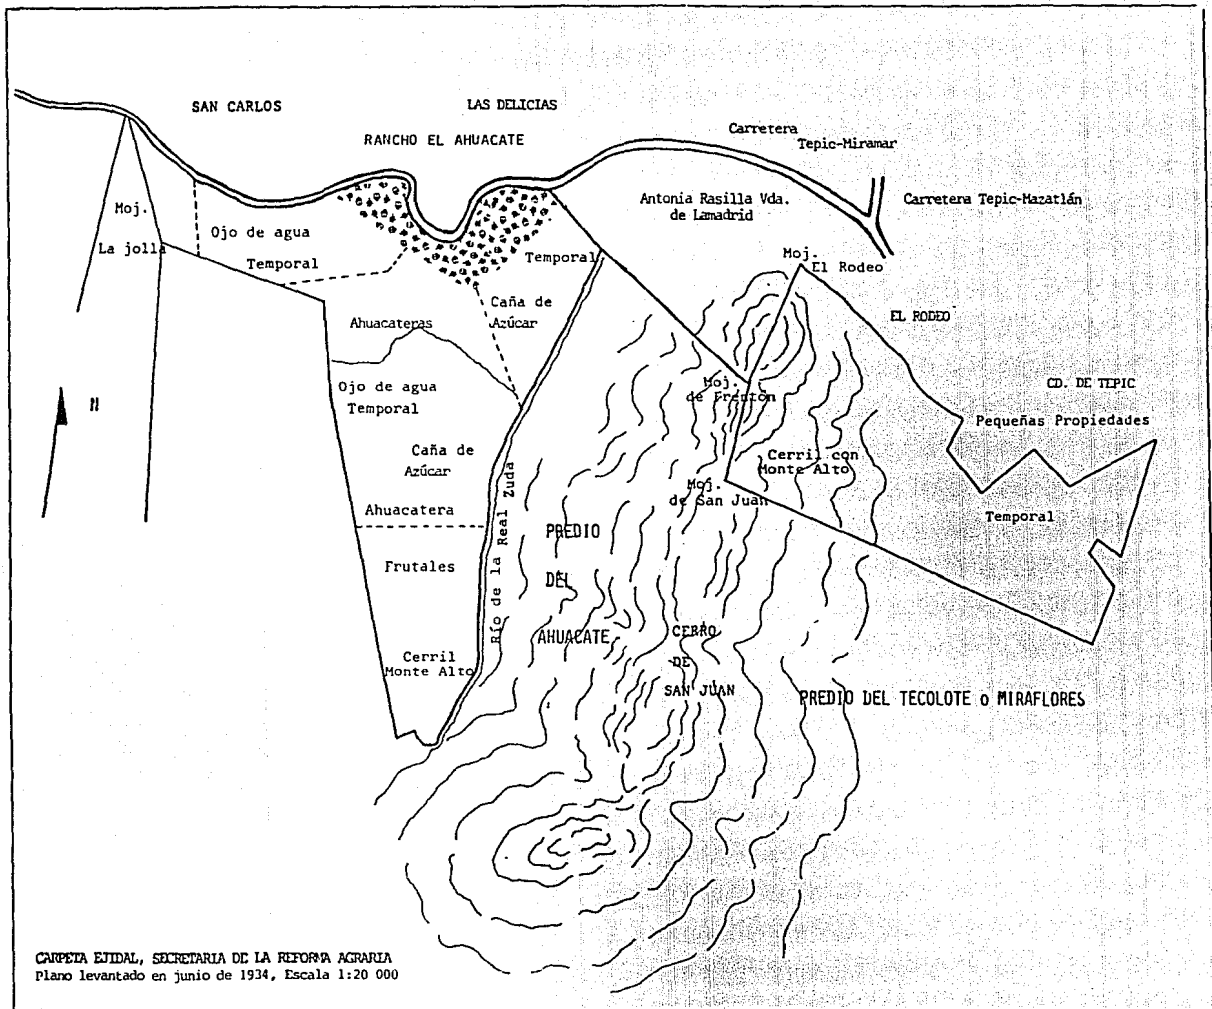 SAN CARLOS
LAS DELICIAS
RANCHO EL AHUACATE
Carretera
Tepic-Miramar
Carretera Tepic-Mazatlán
Antonia Rasilla Vda.
de Lamadrid
Moj.
La jolla
Ojo de agua
Temporal
Temporal
Moj.
El Rodeo
EL RODEO
Caña de
Azúcar
Ahuacateras
Ojo de agua
Temporal
Moj.
de Frentón
CD. DE TEPIC
Pequeñas Propiedades
N
Caña de
Azúcar
Cerril con
Monte Alto
Moj.
de San Juan
Temporal
Ahuacatera
Río de la Real Zuda
PREDIO
DEL
AHUACATE
Frutales
Cerril
Monte Alto
CERRO
DE
SAN JUAN
PREDIO DEL TECOLOTE o MIRAFLORES
CARPETA EJIDAL, SECRETARIA DE LA REFORMA AGRARIA
Plano levantado en junio de 1934, Escala 1:20 000